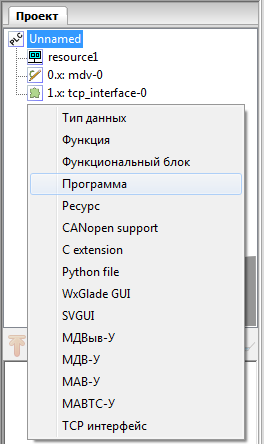 Проект
PLC
Unnamed
resource1
0.x: mdv-0
1.x: tcp_interface-0
Тип данных
Функция
Функциональный блок
Программа
Ресурс
CANopen support
C extension
Python file
WxGlade GUI
SVGUI
МДВыв-У
МДВ-У
МАВ-У
МАВТС-У
TCP интерфейс